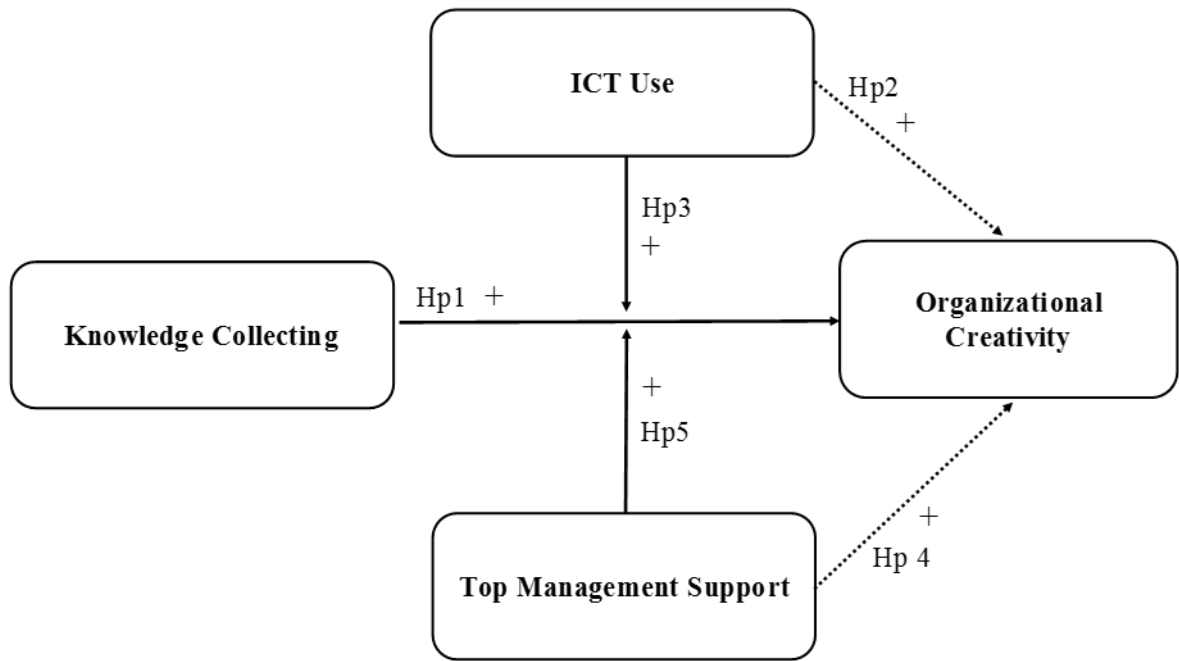 ICT Use
Hp2
+
Hp3
+
Hp1 +
Knowledge Collecting
Organizational
Creativity
+
Hp5
+
Hp 4
Top Management Support